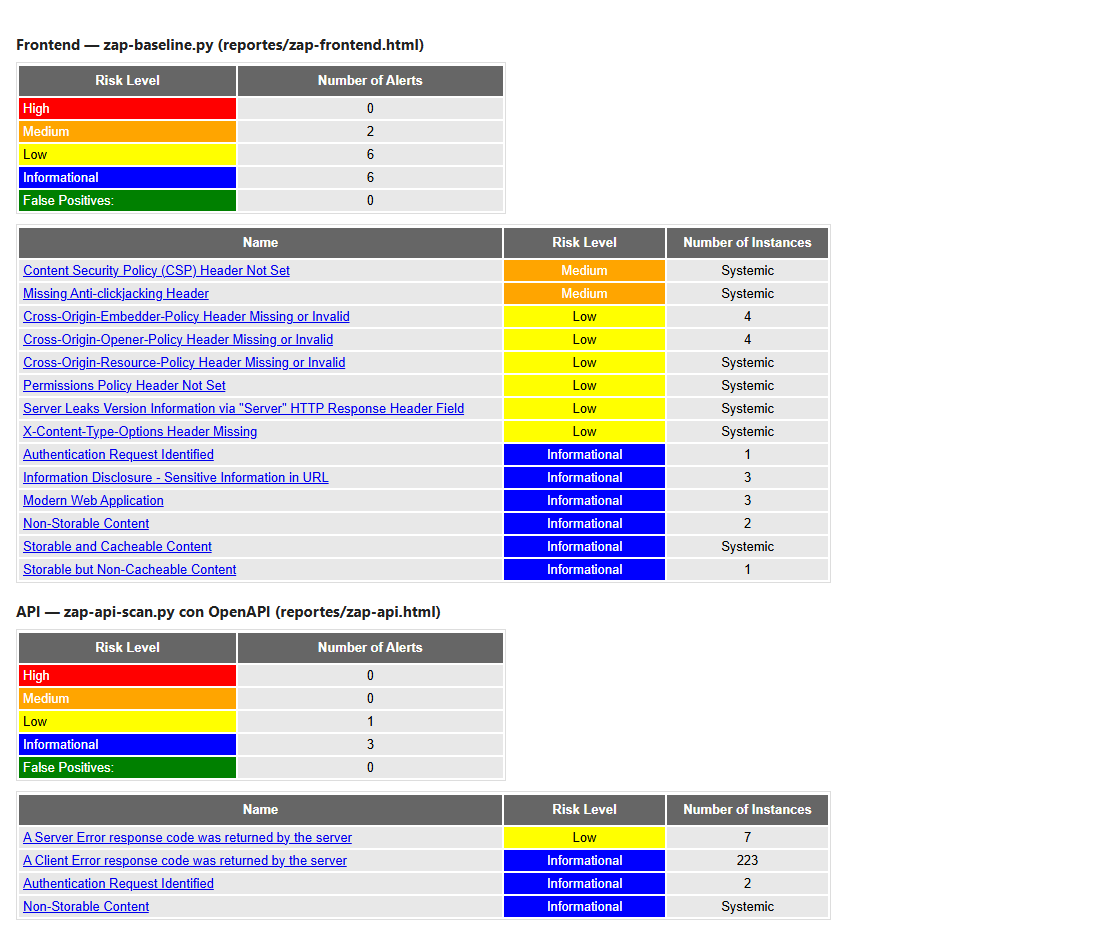 Frontend — zap-baseline.py (reportes/zap-frontend.html)
Risk Level Number of Alerts
High 0
Medium 2
Low 6
Informational 6
False Positives: 0
Name Risk Level Number of Instances
Content Security Policy (CSP) Header Not Set Medium Systemic
Missing Anti-clickjacking Header Medium Systemic
Cross-Origin-Embedder-Policy Header Missing or Invalid Low 4
Cross-Origin-Opener-Policy Header Missing or Invalid Low 4
Cross-Origin-Resource-Policy Header Missing or Invalid Low Systemic
Permissions Policy Header Not Set Low Systemic
Server Leaks Version Information via "Server" HTTP Response Header Field Low Systemic
X-Content-Type-Options Header Missing Low Systemic
Authentication Request Identified Informational 1
Information Disclosure - Sensitive Information in URL Informational 3
Modern Web Application Informational 3
Non-Storable Content Informational 2
Storable and Cacheable Content Informational Systemic
Storable but Non-Cacheable Content Informational 1
API — zap-api-scan.py con OpenAPI (reportes/zap-api.html)
Risk Level Number of Alerts
High 0
Medium 0
Low 1
Informational 3
False Positives: 0
Name Risk Level Number of Instances
A Server Error response code was returned by the server Low 7
A Client Error response code was returned by the server Informational 223
Authentication Request Identified Informational 2
Non-Storable Content Informational Systemic